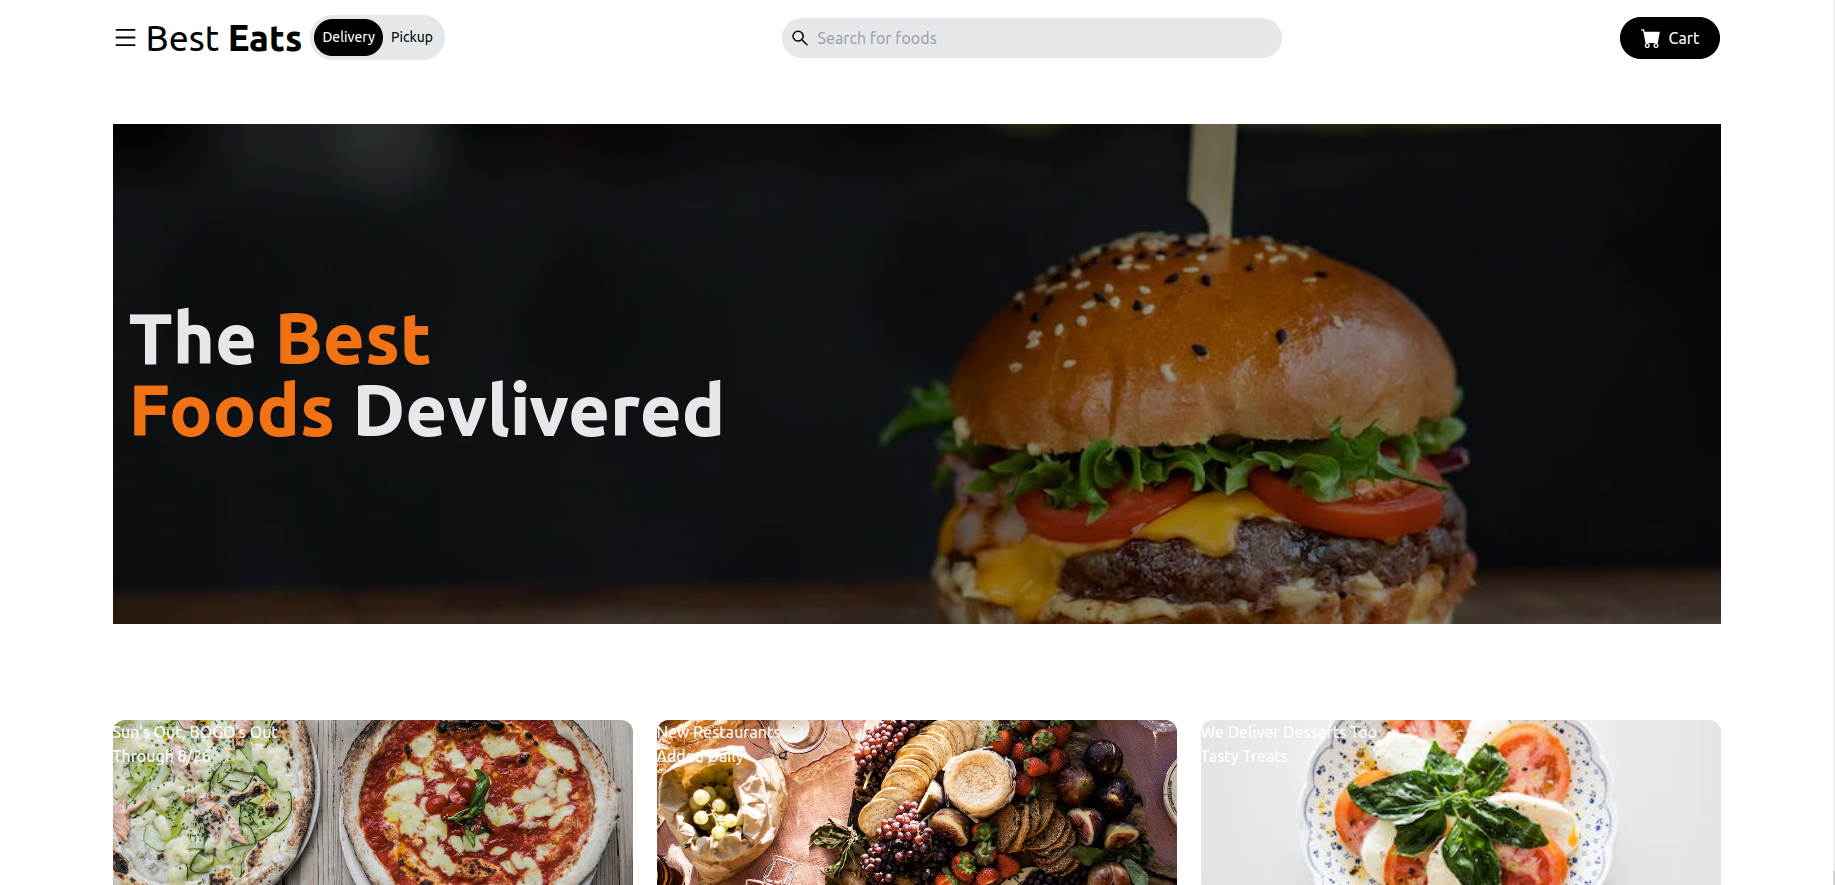 Best Eats
Delivery Pickup
Search for foods
Cart
The Best
Foods Devlivered
Sun's Out, BOGO's Out
Through 8/26
New Restaurants
Added Daily
We Deliver Desserts Too
Tasty Treats